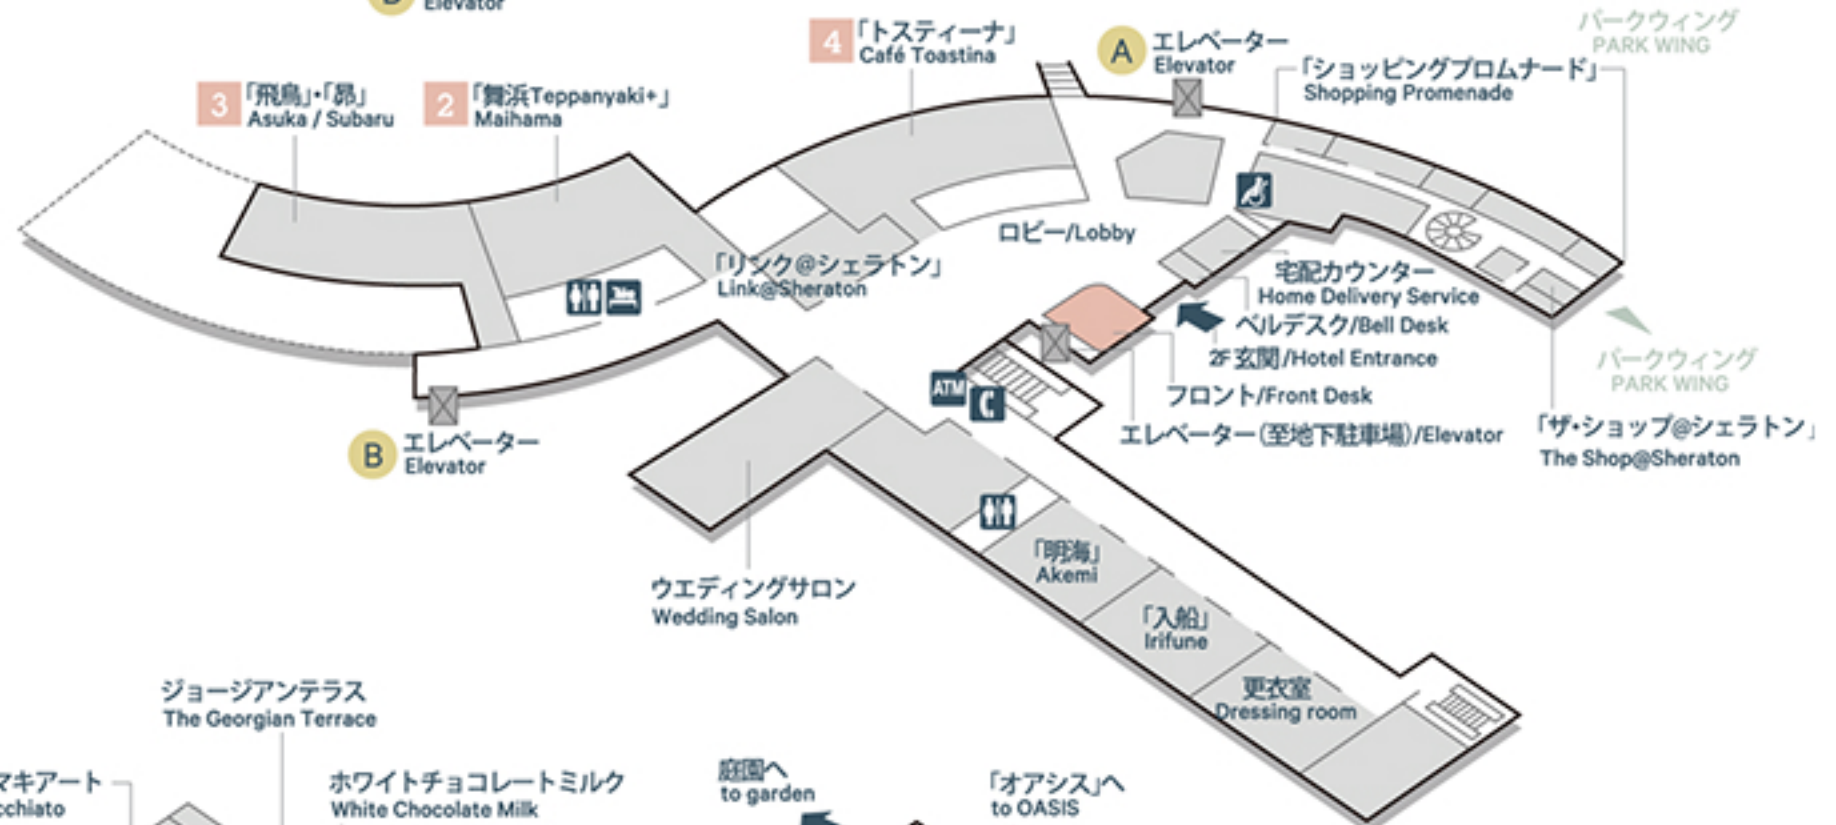 B
Elevator
パークウィング
PARK WING
4
「トスティーナ」
Café Toastina
A
エレベーター
Elevator
「ショッピングプロムナード」
Shopping Promenade
3
「飛鳥」・「昴」
Asuka / Subaru
2
「舞浜Teppanyaki+」
Maihama
ロビー/Lobby
「リンク@シェラトン」
Link@Sheraton
宅配カウンター
Home Delivery Service
ベルデスク/Bell Desk
2F玄関/Hotel Entrance
パークウィング
PARK WING
フロント/Front Desk
エレベーター(至地下駐車場)/Elevator
「ザ・ショップ@シェラトン」
The Shop@Sheraton
ATM
B
エレベーター
Elevator
ウエディングサロン
Wedding Salon
「明海」
Akemi
「入船」
Irifune
更衣室
Dressing room
ジョージアンテラス
The Georgian Terrace
マキアート
cchiato
ホワイトチョコレートミルク
White Chocolate Milk
庭園へ
to garden
「オアシス」へ
to OASIS